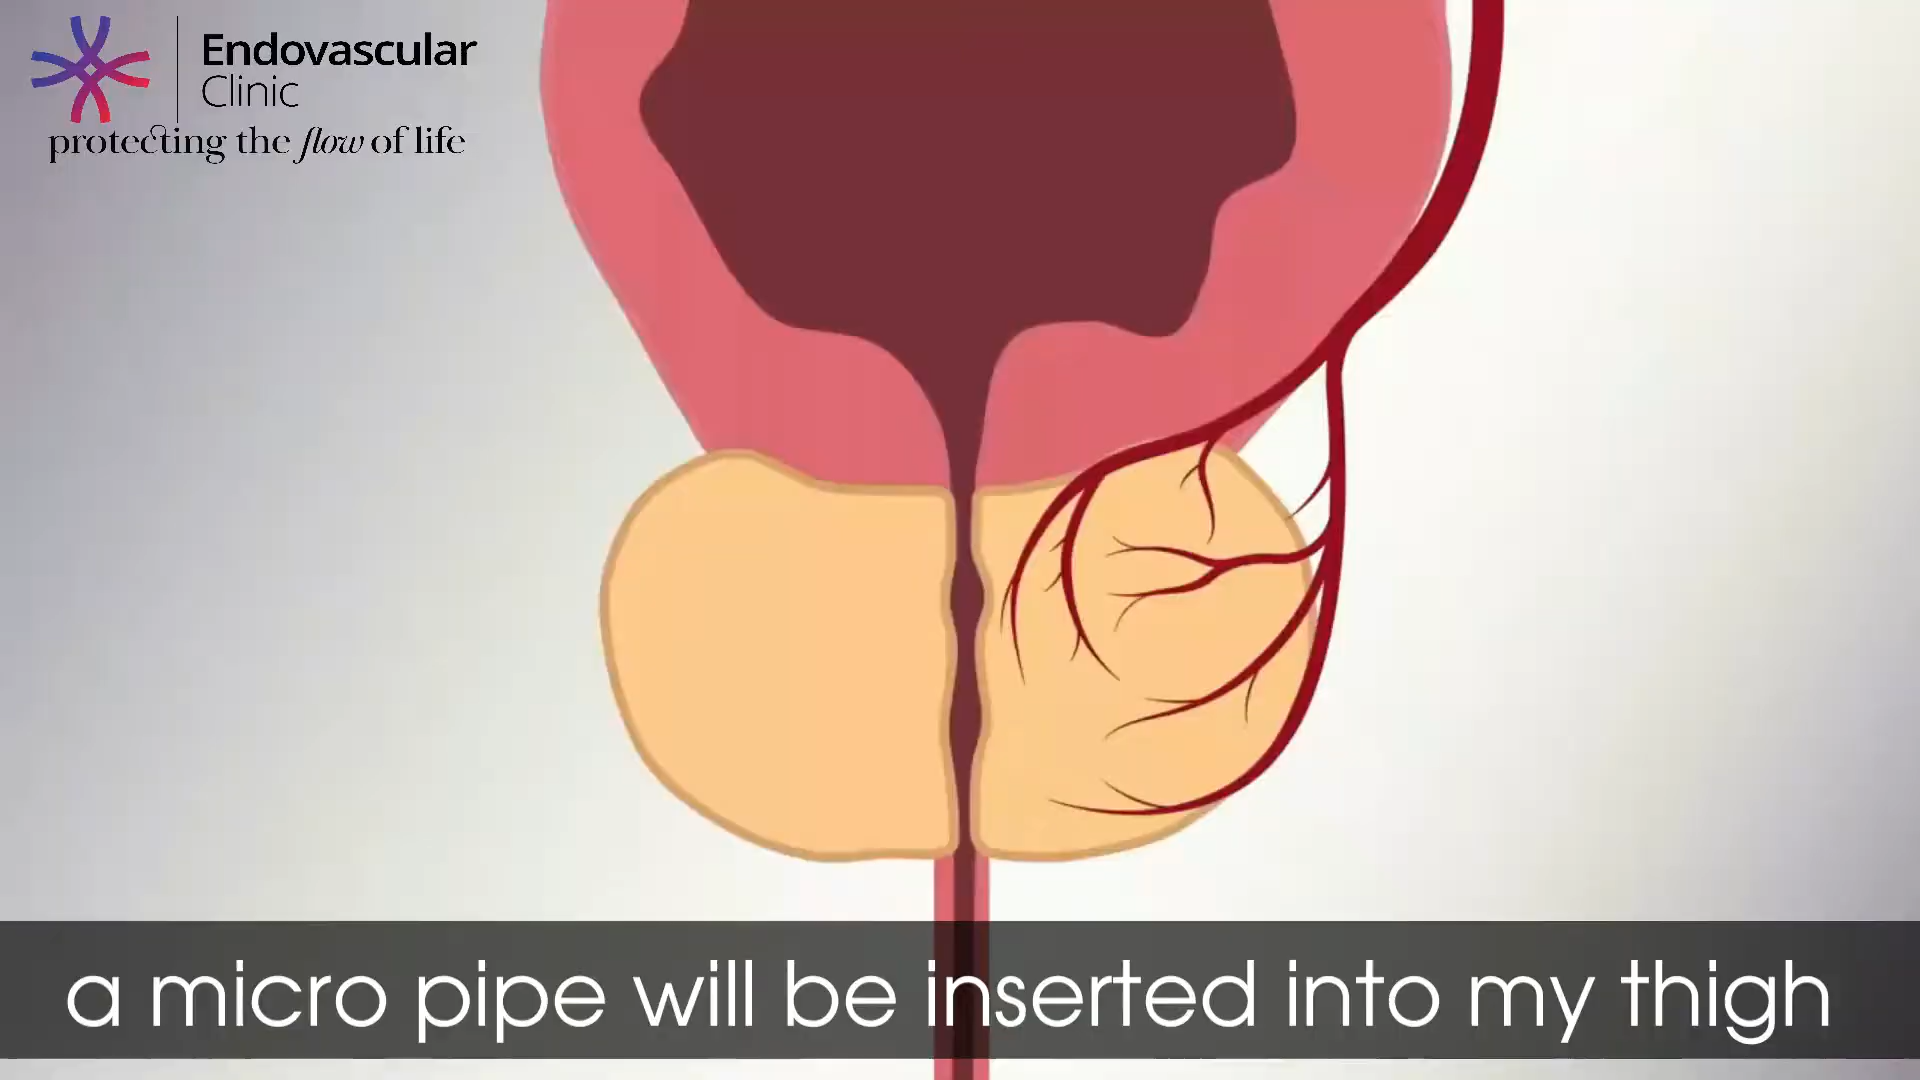 Endovascular
Clinic
protecting the flow of life
a micro pipe will be inserted into my thigh